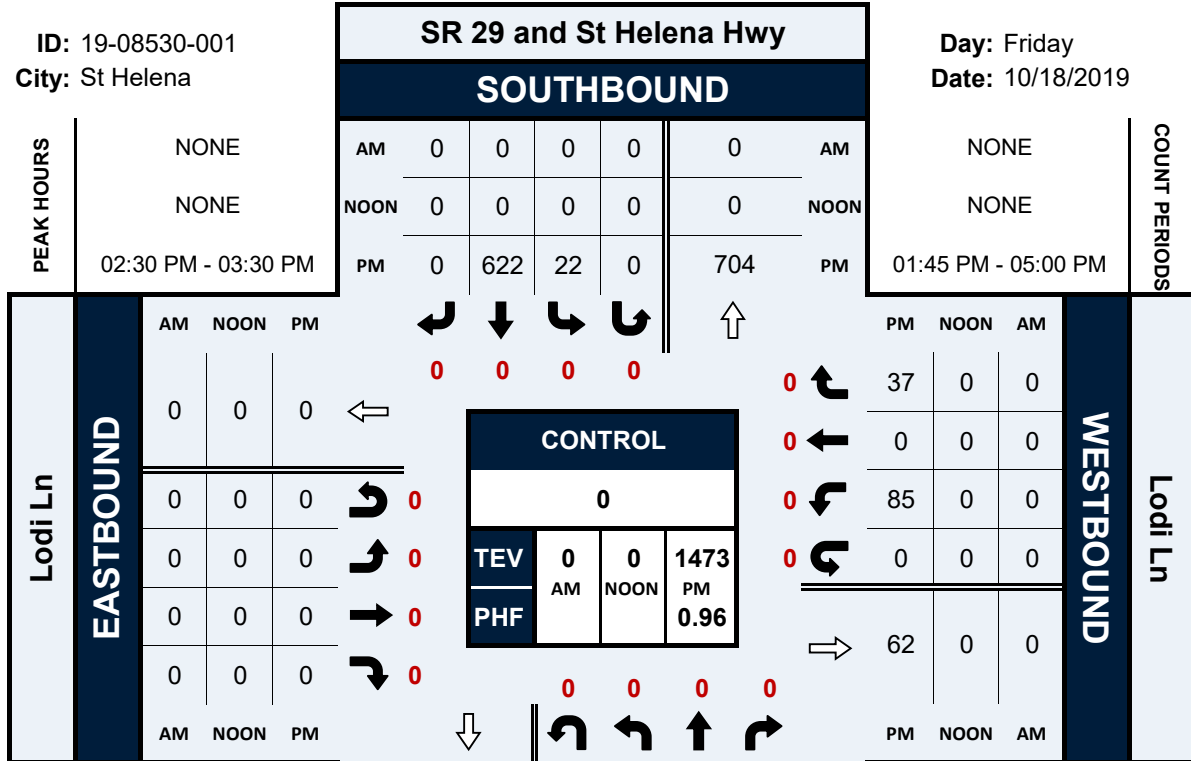 SR 29 and St Helena Hwy
ID: 19-08530-001
Day: Friday
City: St Helena
Date: 10/18/2019
SOUTHBOUND
PEAK HOURS
NONE
AM 0 0 0 0 0 AM
NONE
COUNT PERIODS
NONE
NOON 0 0 0 0 0 NOON
NONE
02:30 PM - 03:30 PM
PM 0 622 22 0 704 PM
01:45 PM - 05:00 PM
AM NOON PM
PM NOON AM
0 0 0 0
0 37 0 0
0 0 0
0 0 0 0
0 0 0 0
0 85 0 0
0 0 0 0
0 0 0 0
0 0 0 0
62 0 0
0 0 0 0
AM NOON PM
PM NOON AM
Lodi Ln
EASTBOUND
CONTROL
0
TEV 0 0 1473
AM NOON PM
PHF 0.96
WESTBOUND
Lodi Ln
0 0 0 0